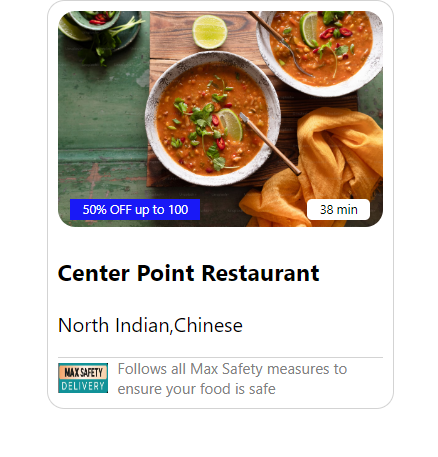 50% OFF up to 100
38 min
Center Point Restaurant
North Indian,Chinese
MAX SAFETY
DELIVERY
Follows all Max Safety measures to
ensure your food is safe